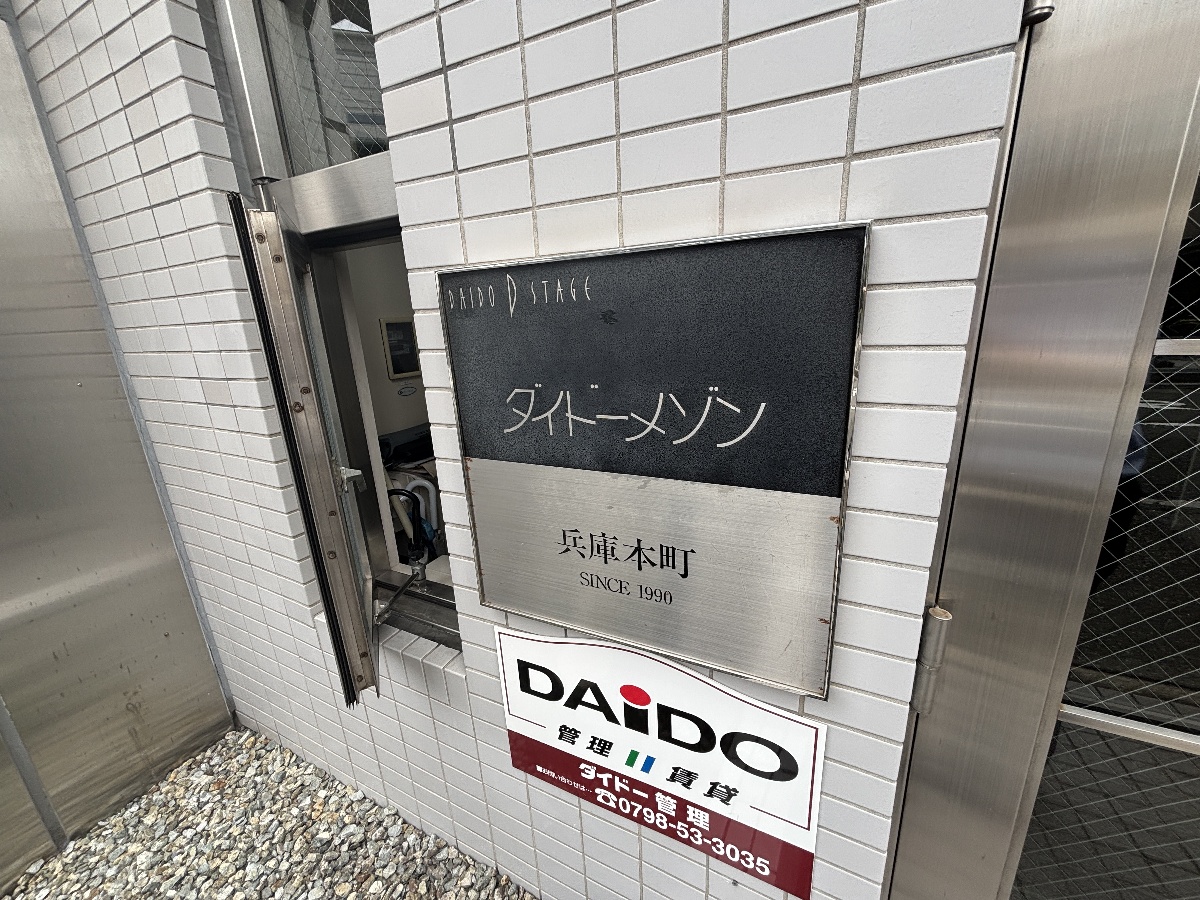 DAIDO D STAGE
ダイドーメゾン
兵庫本町
SINCE 1990
DAiDO
管理 賃貸
ダイドー管理
☎0798-53-3035